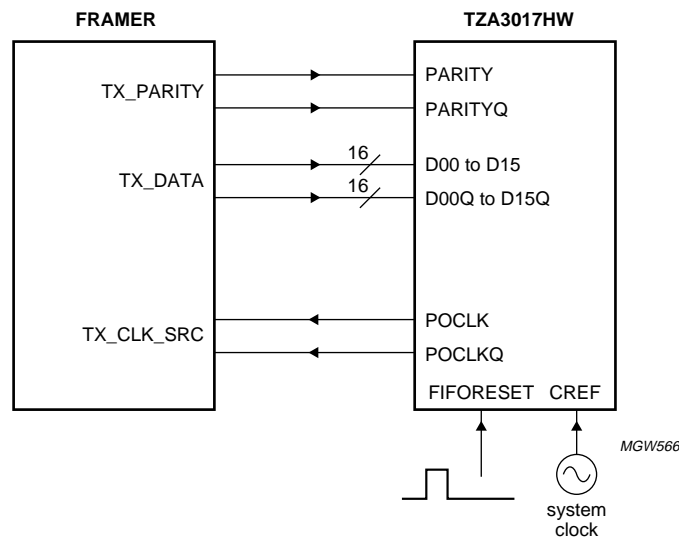 FRAMER
TZA3017HW
TX_PARITY
PARITY
PARITYQ
TX_DATA
16
D00 to D15
16
D00Q to D15Q
TX_CLK_SRC
POCLK
POCLKQ
FIFORESET
CREF
MGW566
system
clock